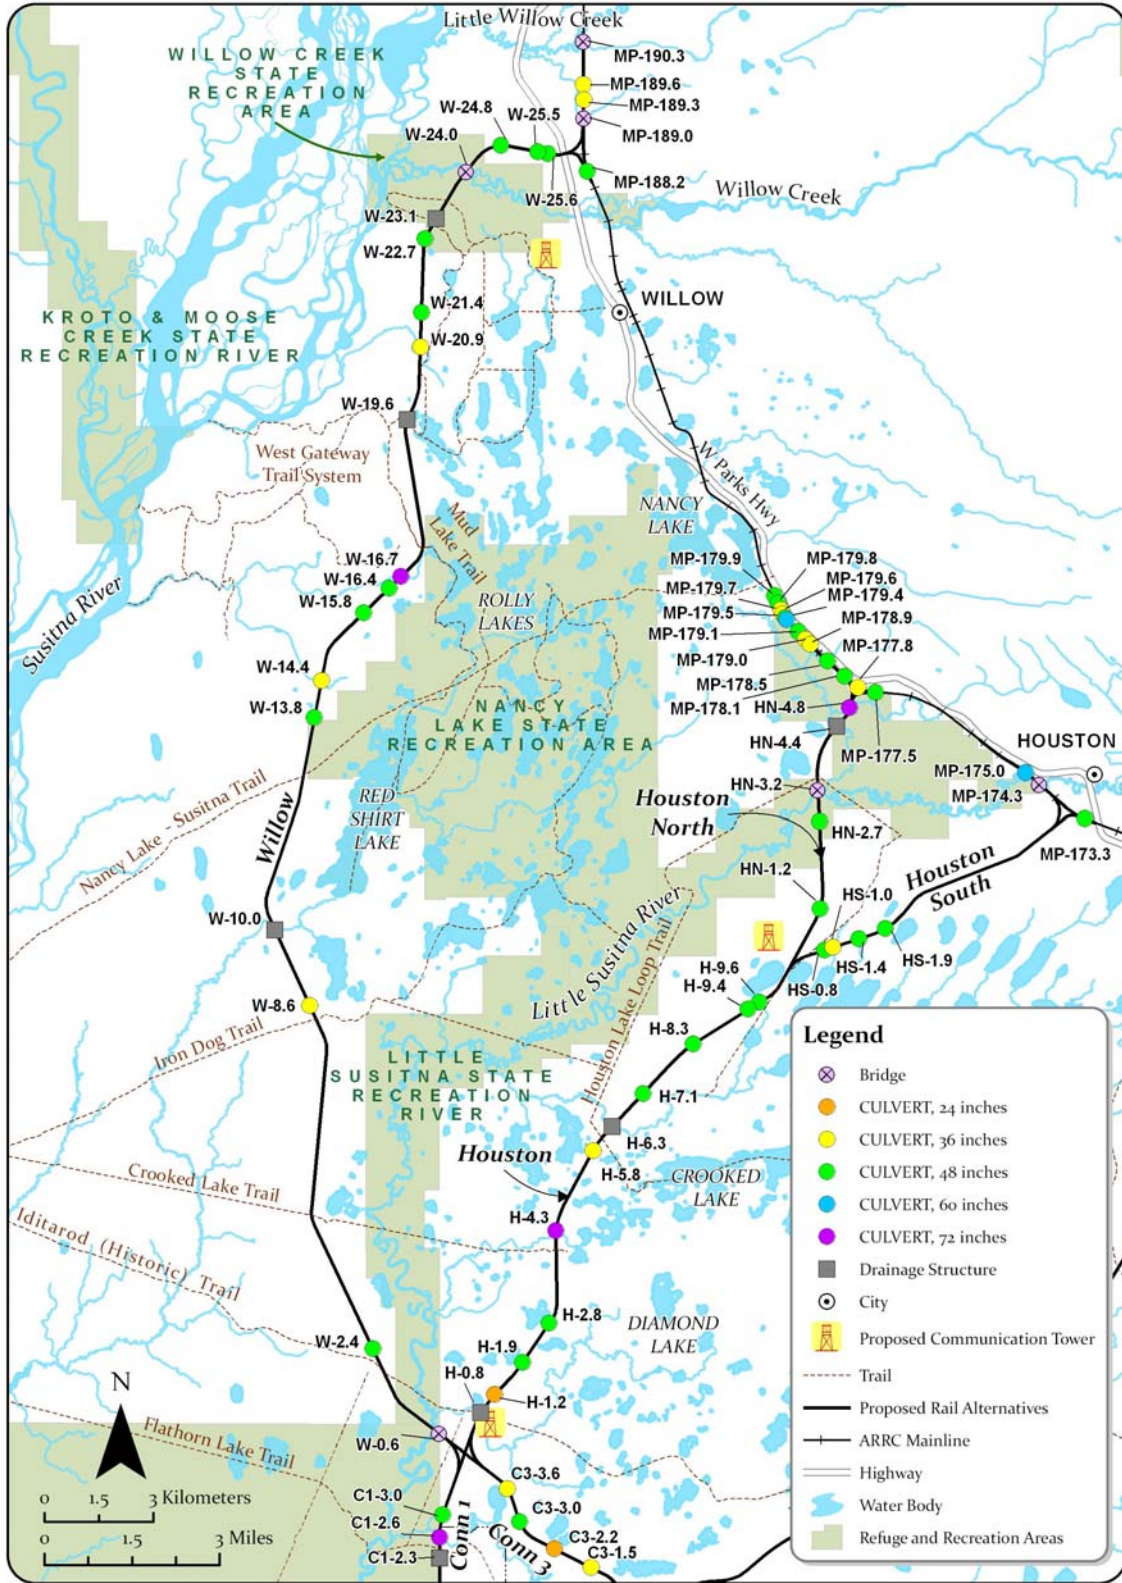 Little Willow Creek
MP-190.3
WILLOW CREEK
STATE
RECREATION
AREA
MP-189.6
MP-189.3
W-24.8
W-25.5
W-24.0
MP-189.0
MP-188.2
Willow Creek
W-25.6
W-23.1
W-22.7
W-21.4
WILLOW
KROTO & MOOSE
CREEK STATE
RECREATION RIVER
W-20.9
W-19.6
West Gateway
Trail System
W Parks Hwy
NANCY
LAKE
Mud
Lake Trail
W-16.7
W-16.4
W-15.8
MP-179.9
MP-179.8
MP-179.7
MP-179.6
MP-179.5
MP-179.4
MP-179.1
MP-178.9
MP-179.0
MP-177.8
MP-178.5
MP-178.1
ROLLY
LAKES
Susitna River
W-14.4
W-13.8
HN-4.8
HN-4.4
MP-177.5
NANCY
LAKE STATE
RECREATION AREA
HOUSTON
MP-175.0
MP-174.3
HN-3.2
Nancy Lake - Susitna Trail
Willow
RED
SHIRT
LAKE
Houston
North
HN-2.7
MP-173.3
HN-1.2
Houston
South
HS-1.0
W-10.0
HS-1.4
HS-1.9
HS-0.8
Little Susitna River
Houston Lake Loop Trail
H-9.6
H-9.4
W-8.6
Iron Dog Trail
H-8.3
LITTLE
SUSITNA STATE
RECREATION
RIVER
H-7.1
H-6.3
Houston
H-5.8
CROOKED
LAKE
Crooked Lake Trail
H-4.3
Iditarod (Historic) Trail
H-2.8
DIAMOND
LAKE
W-2.4
H-1.9
H-0.8
H-1.2
N
Flathorn Lake Trail
W-0.6
C3-3.6
C1-3.0
C3-3.0
C1-2.6
C3-2.2
C1-2.3
C3-1.5
Conn 1
Conn 3
0 1.5 3 Kilometers
0 1.5 3 Miles
Legend
Bridge
CULVERT, 24 inches
CULVERT, 36 inches
CULVERT, 48 inches
CULVERT, 60 inches
CULVERT, 72 inches
Drainage Structure
City
Proposed Communication Tower
Trail
Proposed Rail Alternatives
ARRC Mainline
Highway
Water Body
Refuge and Recreation Areas